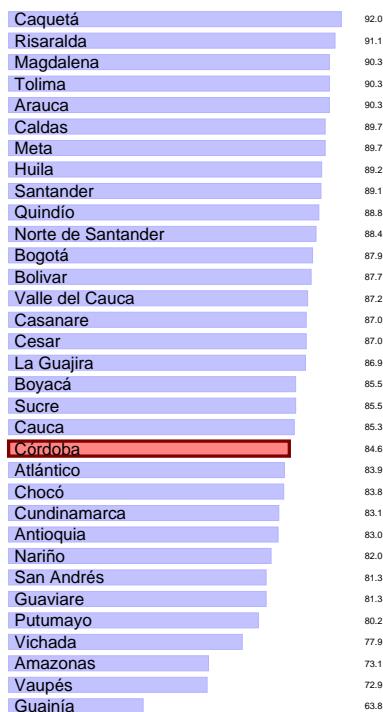 Caquetá 92.0
Risaralda 91.1
Magdalena 90.3
Tolima 90.3
Arauca 90.3
Caldas 89.7
Meta 89.7
Huila 89.2
Santander 89.1
Quindío 88.8
Norte de Santander 88.4
Bogotá 87.9
Bolivar 87.7
Valle del Cauca 87.2
Casanare 87.0
Cesar 87.0
La Guajira 86.9
Boyacá 85.5
Sucre 85.5
Cauca 85.3
Córdoba 84.6
Atlántico 83.9
Chocó 83.8
Cundinamarca 83.1
Antioquia 83.0
Nariño 82.0
San Andrés 81.3
Guaviare 81.3
Putumayo 80.2
Vichada 77.9
Amazonas 73.1
Vaupés 72.9
Guainía 63.8